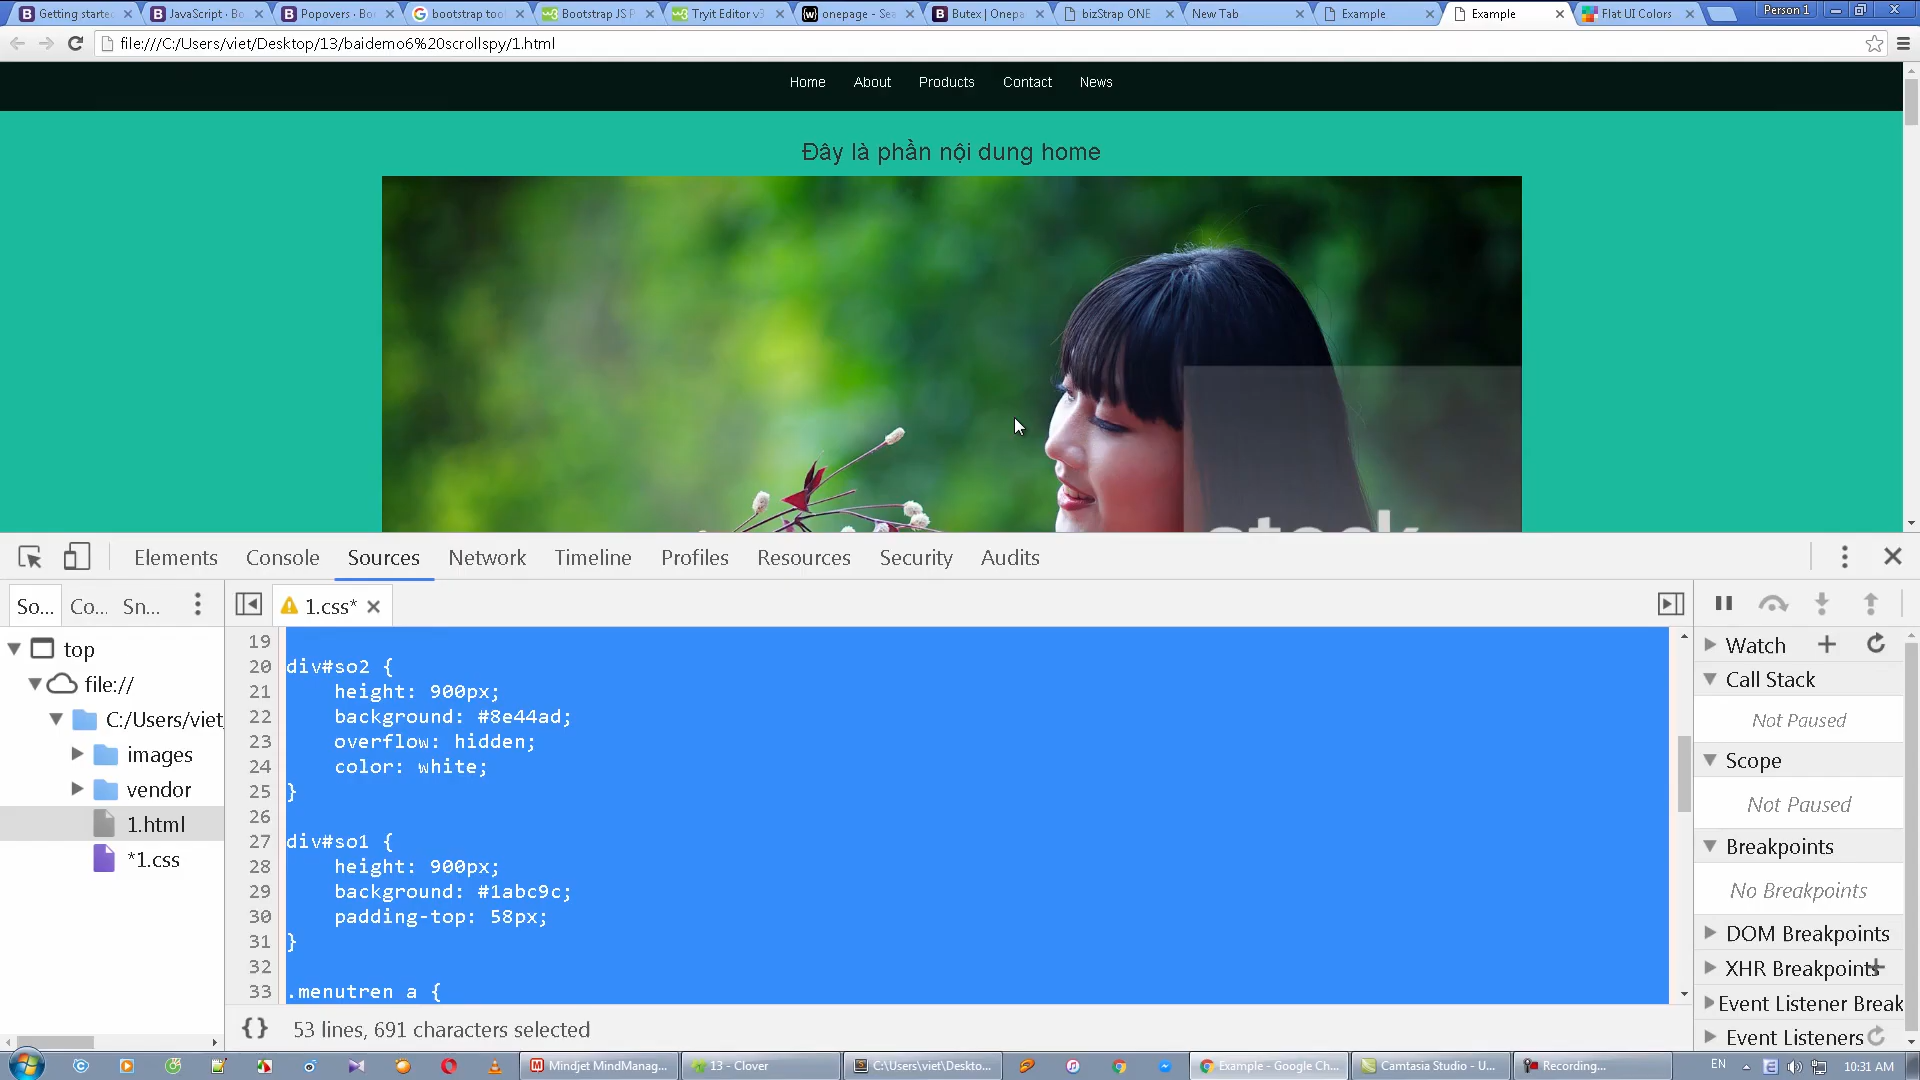 Getting starte
JavaScript · Bo
Popovers · Bo
bootstrap too
Bootstrap JS P
Tryit Editor v3
onepage - Sea
Butex | Onepa
bizStrap ONE
New Tab
Example
Example
Flat UI Colors
Person 1
file:///C:/Users/viet/Desktop/13/baidemo6%20scrollspy/1.html
Home About Products Contact News
Đây là phần nội dung home
stock
Elements Console Sources Network Timeline Profiles Resources Security Audits
So... Co... Sn...
1.css*
top
file://
C:/Users/viet
images
vendor
1.html
*1.css
19
20 div#so2 {
21 height: 900px;
22 background: #8e44ad;
23 overflow: hidden;
24 color: white;
25 }
26
27 div#so1 {
28 height: 900px;
29 background: #1abc9c;
30 padding-top: 58px;
31 }
32
33 .menutren a {
{} 53 lines, 691 characters selected
Watch
Call Stack
Not Paused
Scope
Not Paused
Breakpoints
No Breakpoints
DOM Breakpoints
XHR Breakpoints
Event Listener Break
Event Listeners
Mindjet MindManag...
13 - Clover
C:\Users\viet\Deskto...
Example - Google Ch...
Camtasia Studio - U...
Recording...
EN
10:31 AM